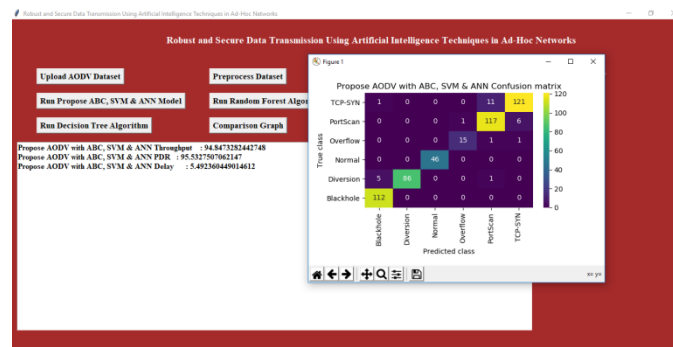 Robust and Secure Data Transmission Using Artificial Intelligence Techniques in Ad-Hoc Networks
Robust and Secure Data Transmission Using Artificial Intelligence Techniques in Ad-Hoc Networks
Upload AODV Dataset
Preprocess Dataset
Run Propose ABC, SVM & ANN Model
Run Random Forest Algor
Run Decision Tree Algorithm
Comparison Graph
Propose AODV with ABC, SVM & ANN Throughput : 94.8473282442748
Propose AODV with ABC, SVM & ANN PDR : 95.5327507062147
Propose AODV with ABC, SVM & ANN Delay : 5.492360449014612
Figure 1
Propose AODV with ABC, SVM & ANN Confusion matrix
True class
TCP-SYN 1 0 0 0 11 121
PortScan 0 0 0 1 117 6
Overflow 0 0 0 15 1 1
Normal 0 0 46 0 0 0
Diversion 5 86 0 0 1 0
Blackhole 112 0 0 0 0 0
Blackhole Diversion Normal Overflow PortScan TCP-SYN
Predicted class
120
100
80
60
40
20
0
x= y=